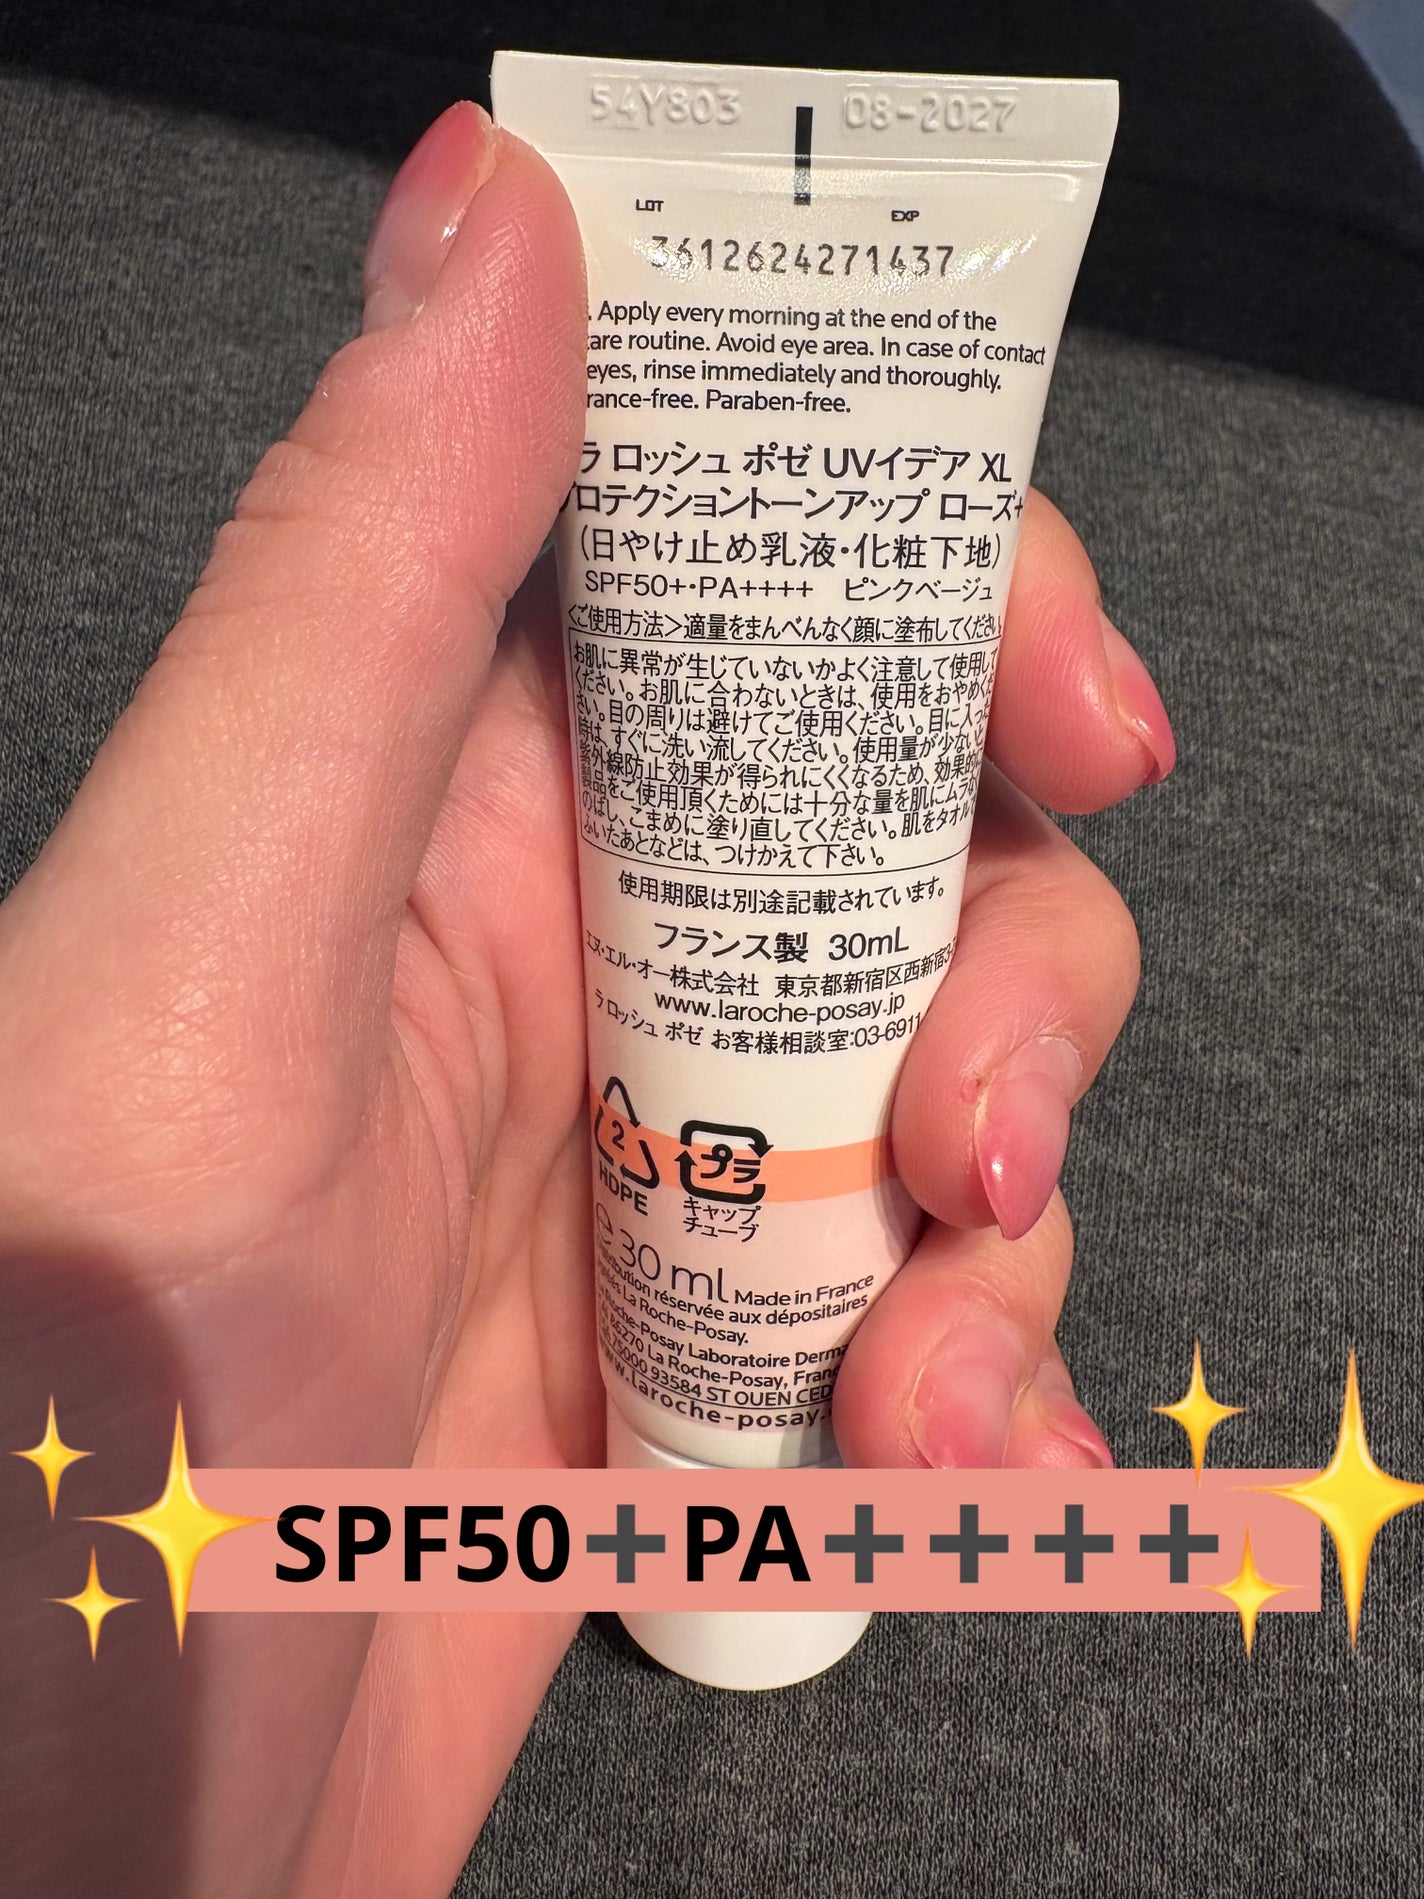 54Y803 08-2027
LOT EXP
3612624271437
. Apply every morning at the end of the
care routine. Avoid eye area. In case of contact
eyes, rinse immediately and thoroughly.
rance-free. Paraben-free.
ラ ロッシュ ポゼ UVイデア XL
プロテクショントーンアップ ローズ+
(日やけ止め乳液・化粧下地)
SPF50+・PA++++ ピンクベージュ
<ご使用方法>適量をまんべんなく顔に塗布してください
お肌に異常が生じていないかよく注意して使用して
ください。お肌に合わないときは、使用をおやめくだ
さい。目の周りは避けてご使用ください。目に入った
時は、すぐに洗い流してください。使用量が少ないと
紫外線防止効果が得られにくくなるため、効果的に
製品をご使用頂くためには十分な量を肌にムラなく
のばし、こまめに塗り直してください。肌をタオルで
ふいたあとなどは、つけかえて下さい。
使用期限は別途記載されています。
フランス製 30mL
エヌ・エル・オー株式会社 東京都新宿区西新宿3-
www.laroche-posay.jp
ラ ロッシュ ポゼ お客様相談室:03-6911
2
HDPE
プラ
キャップ
チューブ
e 30 ml Made in France
distribution réservée aux dépositaires
La Roche-Posay.
Roche-Posay Laboratoire Derma
86270 La Roche-Posay, Fran
75000 93584 ST OUEN CED
www.laroche-posay.
✨SPF50➕PA➕➕➕➕✨